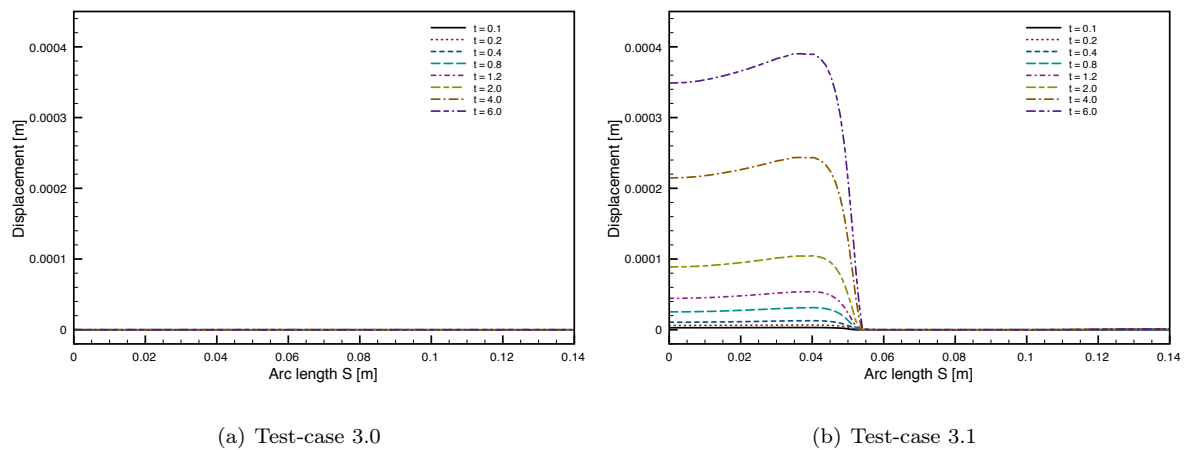 t = 0.1
t = 0.2
t = 0.4
t = 0.8
t = 1.2
t = 2.0
t = 4.0
t = 6.0
0.0004
0.0003
0.0002
0.0001
0
Displacement [m]
0 0.02 0.04 0.06 0.08 0.1 0.12 0.14
Arc length S [m]
(a) Test-case 3.0
t = 0.1
t = 0.2
t = 0.4
t = 0.8
t = 1.2
t = 2.0
t = 4.0
t = 6.0
0.0004
0.0003
0.0002
0.0001
0
Displacement [m]
0 0.02 0.04 0.06 0.08 0.1 0.12 0.14
Arc length S [m]
(b) Test-case 3.1